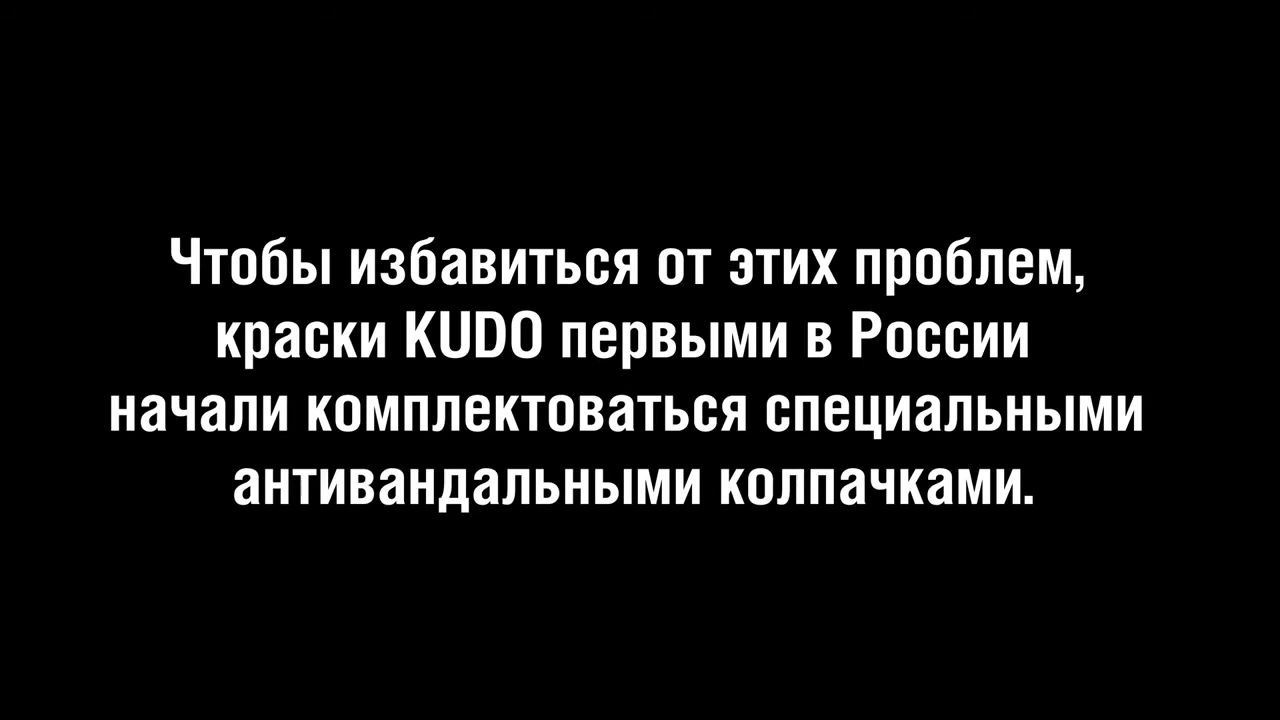 Чтобы избавиться от этих проблем,
краски KUDO первыми в России
начали комплектоваться специальными
антивандальными колпачками.